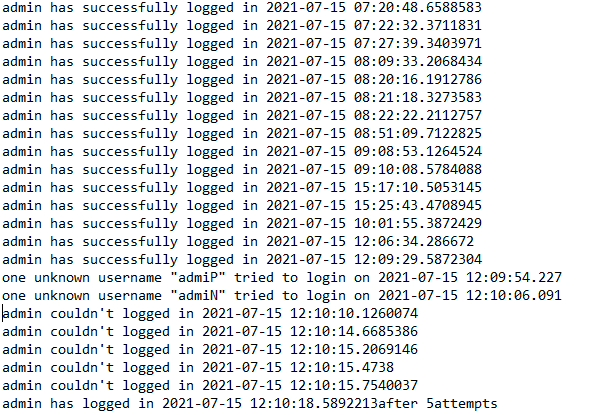 admin has successfully logged in 2021-07-15 07:20:48.6588583
admin has successfully logged in 2021-07-15 07:22:32.3711831
admin has successfully logged in 2021-07-15 07:27:39.3403971
admin has successfully logged in 2021-07-15 08:09:33.2068434
admin has successfully logged in 2021-07-15 08:20:16.1912786
admin has successfully logged in 2021-07-15 08:21:18.3273583
admin has successfully logged in 2021-07-15 08:22:22.2112757
admin has successfully logged in 2021-07-15 08:51:09.7122825
admin has successfully logged in 2021-07-15 09:08:53.1264524
admin has successfully logged in 2021-07-15 09:10:08.5784088
admin has successfully logged in 2021-07-15 15:17:10.5053145
admin has successfully logged in 2021-07-15 15:25:43.4708945
admin has successfully logged in 2021-07-15 10:01:55.3872429
admin has successfully logged in 2021-07-15 12:06:34.286672
admin has successfully logged in 2021-07-15 12:09:29.5872304
one unknown username "admiP" tried to login on 2021-07-15 12:09:54.227
one unknown username "admiN" tried to login on 2021-07-15 12:10:06.091
admin couldn't logged in 2021-07-15 12:10:10.1260074
admin couldn't logged in 2021-07-15 12:10:14.6685386
admin couldn't logged in 2021-07-15 12:10:15.2069146
admin couldn't logged in 2021-07-15 12:10:15.4738
admin couldn't logged in 2021-07-15 12:10:15.7540037
admin has logged in 2021-07-15 12:10:18.5892213after 5attempts